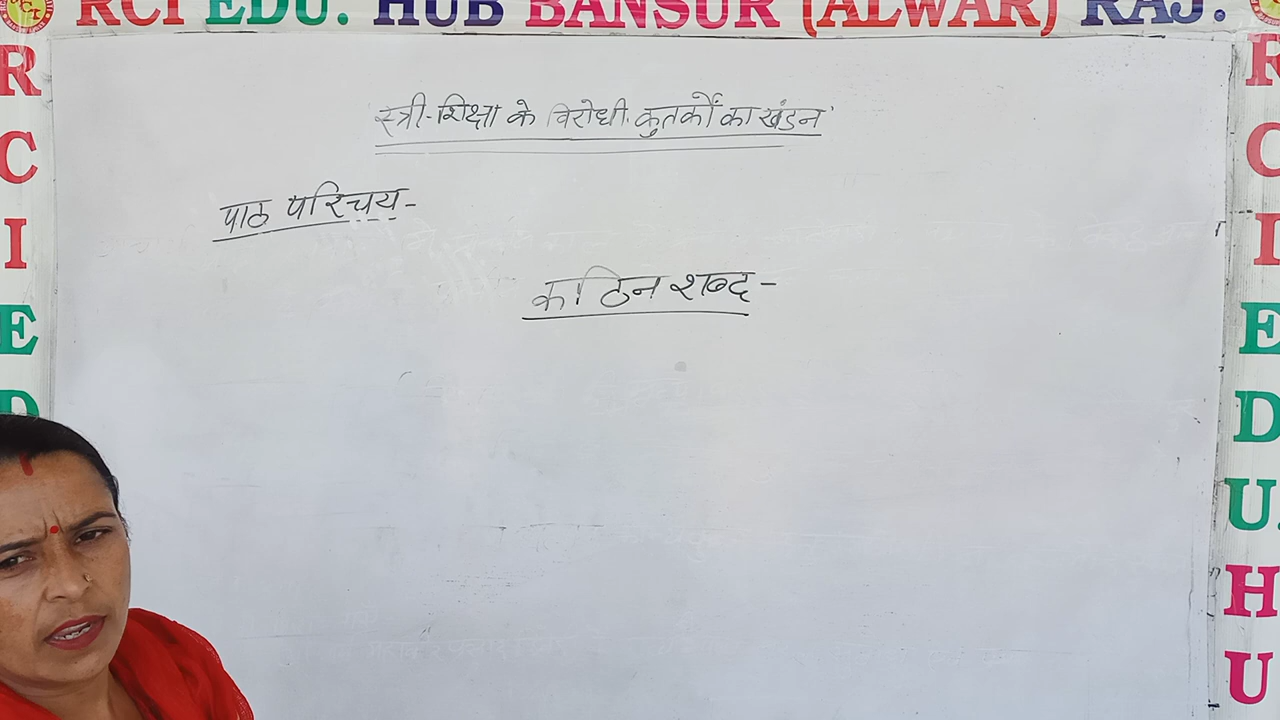 RCI EDU. HUB BANSUR (ALWAR) RAJ.
स्त्री-शिक्षा के विरोधी कुतर्कों का खंडन
पाठ परिचय-
कठिन शब्द-
R
C
I
E
D
R
C
I
E
D
U.
H
U